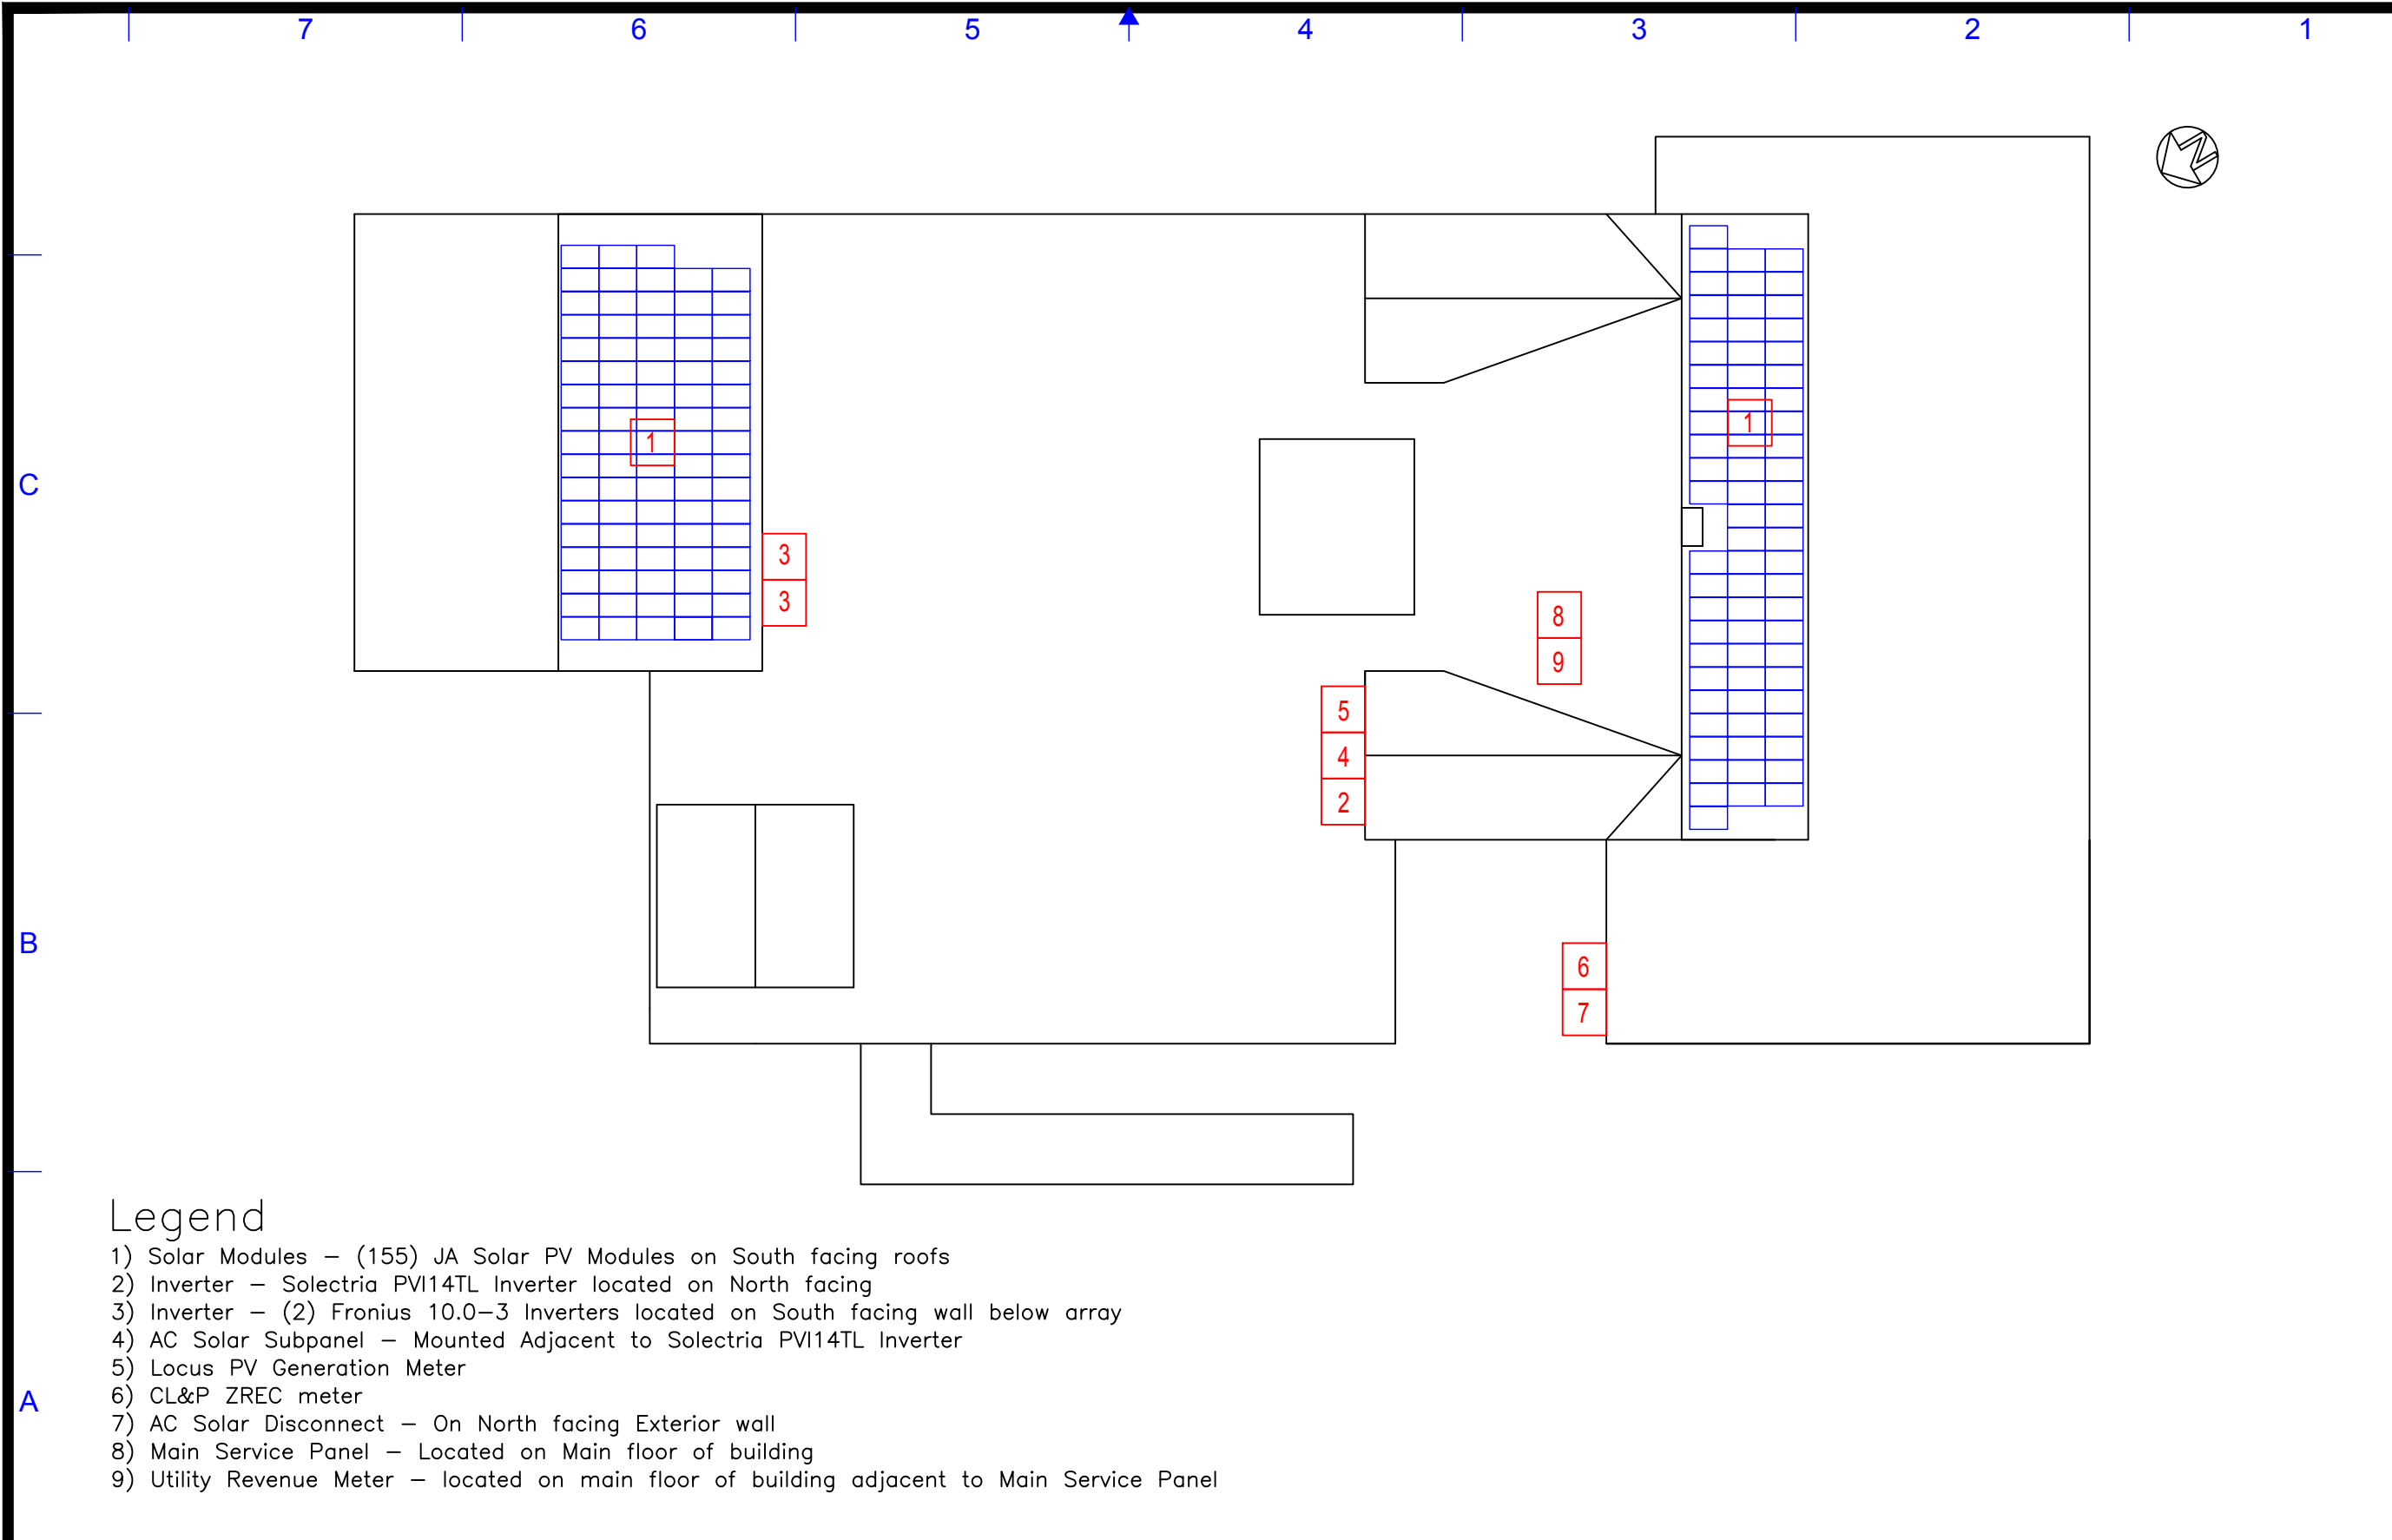 7 6 5 4 3 2 1
C
B
A
1
1
3
3
8
9
5
4
2
6
7
N
Legend
1) Solar Modules – (155) JA Solar PV Modules on South facing roofs
2) Inverter – Solectria PVI14TL Inverter located on North facing
3) Inverter – (2) Fronius 10.0–3 Inverters located on South facing wall below array
4) AC Solar Subpanel – Mounted Adjacent to Solectria PVI14TL Inverter
5) Locus PV Generation Meter
6) CL&P ZREC meter
7) AC Solar Disconnect – On North facing Exterior wall
8) Main Service Panel – Located on Main floor of building
9) Utility Revenue Meter – located on main floor of building adjacent to Main Service Panel